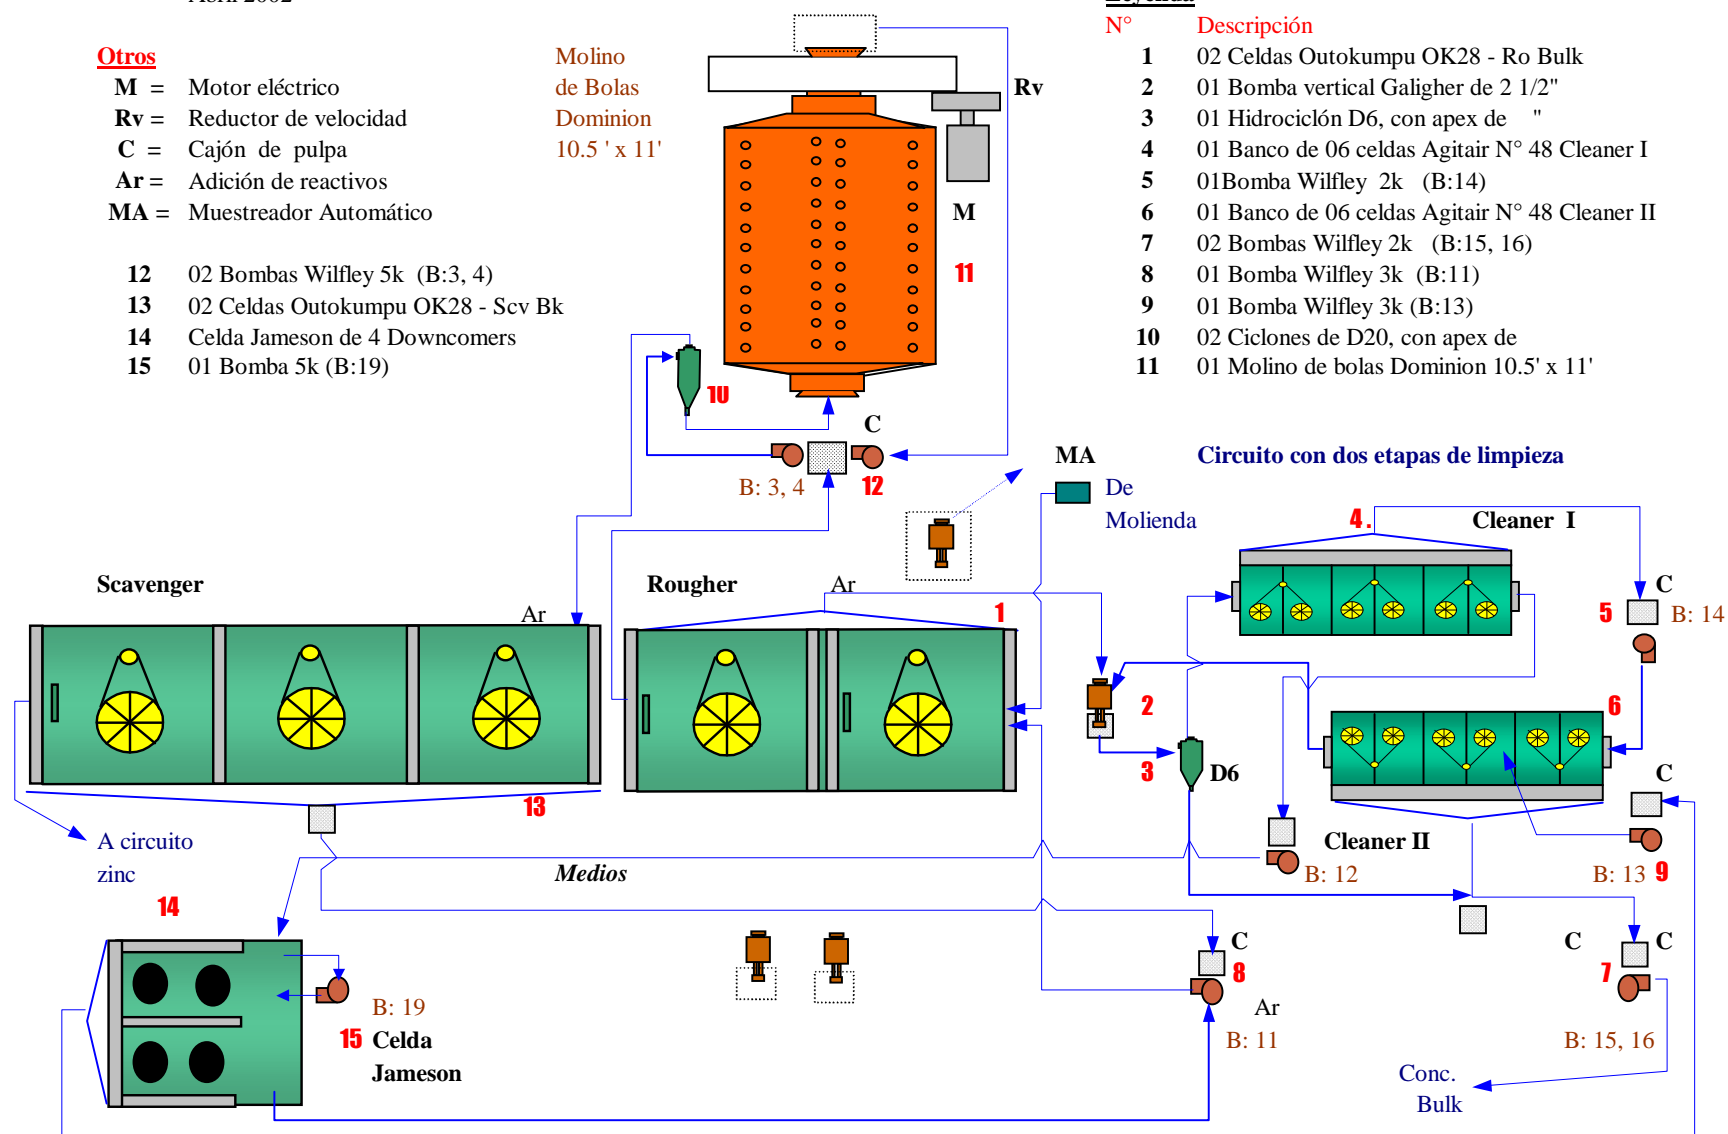 Abril 2002
Leyenda
N° Descripción
1 02 Celdas Outokumpu OK28 - Ro Bulk
2 01 Bomba vertical Galigher de 2 1/2"
3 01 Hidrociclón D6, con apex de "
4 01 Banco de 06 celdas Agitair N° 48 Cleaner I
5 01Bomba Wilfley 2k (B:14)
6 01 Banco de 06 celdas Agitair N° 48 Cleaner II
7 02 Bombas Wilfley 2k (B:15, 16)
8 01 Bomba Wilfley 3k (B:11)
9 01 Bomba Wilfley 3k (B:13)
10 02 Ciclones de D20, con apex de
11 01 Molino de bolas Dominion 10.5' x 11'
Otros
M = Motor eléctrico
Rv = Reductor de velocidad
C = Cajón de pulpa
Ar = Adición de reactivos
MA = Muestreador Automático
12 02 Bombas Wilfley 5k (B:3, 4)
13 02 Celdas Outokumpu OK28 - Scv Bk
14 Celda Jameson de 4 Downcomers
15 01 Bomba 5k (B:19)
Molino
de Bolas
Dominion
10.5 ' x 11'
Rv
M
11
10
C
B: 3, 4
12
MA
De
Molienda
Circuito con dos etapas de limpieza
4 .
Cleaner I
C
5
B: 14
Scavenger
Ar
Rougher
Ar
1
2
6
3
D6
C
13
A circuito
zinc
Cleaner II
B: 12
B: 13
9
Medios
14
C
8
Ar
B: 11
C
C
7
B: 15, 16
B: 19
15
Celda
Jameson
Conc.
Bulk